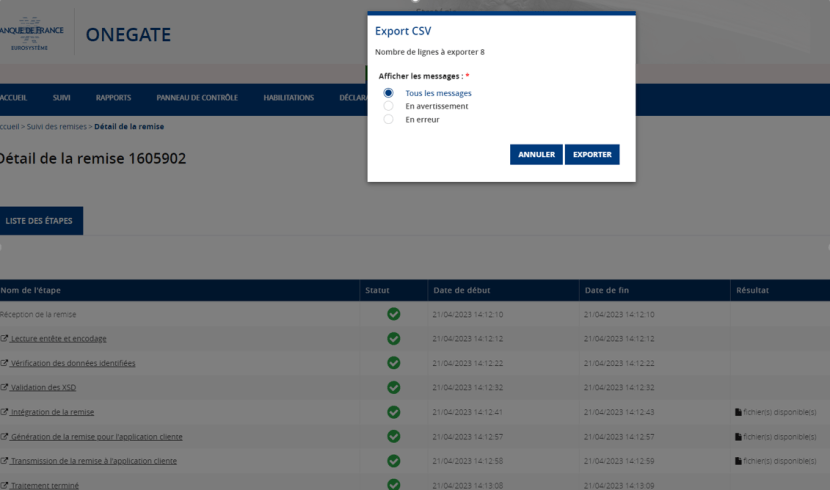 BANQUE DE FRANCE
EUROSYSTÈME
ONEGATE
Export CSV
Nombre de lignes à exporter 8
Afficher les messages : *
Tous les messages
En avertissement
En erreur
ANNULER EXPORTER
ACCUEIL SUIVI RAPPORTS PANNEAU DE CONTRÔLE HABILITATIONS DÉCLARA
ccueil > Suivi des remises > Détail de la remise
Détail de la remise 1605902
LISTE DES ÉTAPES
Nom de l'étape Statut Date de début Date de fin Résultat
Réception de la remise 21/04/2023 14:12:10 21/04/2023 14:12:10
Lecture entête et encodage 21/04/2023 14:12:12 21/04/2023 14:12:12
Vérification des données identifiées 21/04/2023 14:12:22 21/04/2023 14:12:22
Validation des XSD 21/04/2023 14:12:32 21/04/2023 14:12:32
Intégration de la remise 21/04/2023 14:12:41 21/04/2023 14:12:43 fichier(s) disponible(s)
Génération de la remise pour l'application cliente 21/04/2023 14:12:57 21/04/2023 14:12:57 fichier(s) disponible(s)
Transmission de la remise à l'application cliente 21/04/2023 14:12:58 21/04/2023 14:12:59 fichier(s) disponible(s)
Traitement terminé 21/04/2023 14:13:08 21/04/2023 14:13:09